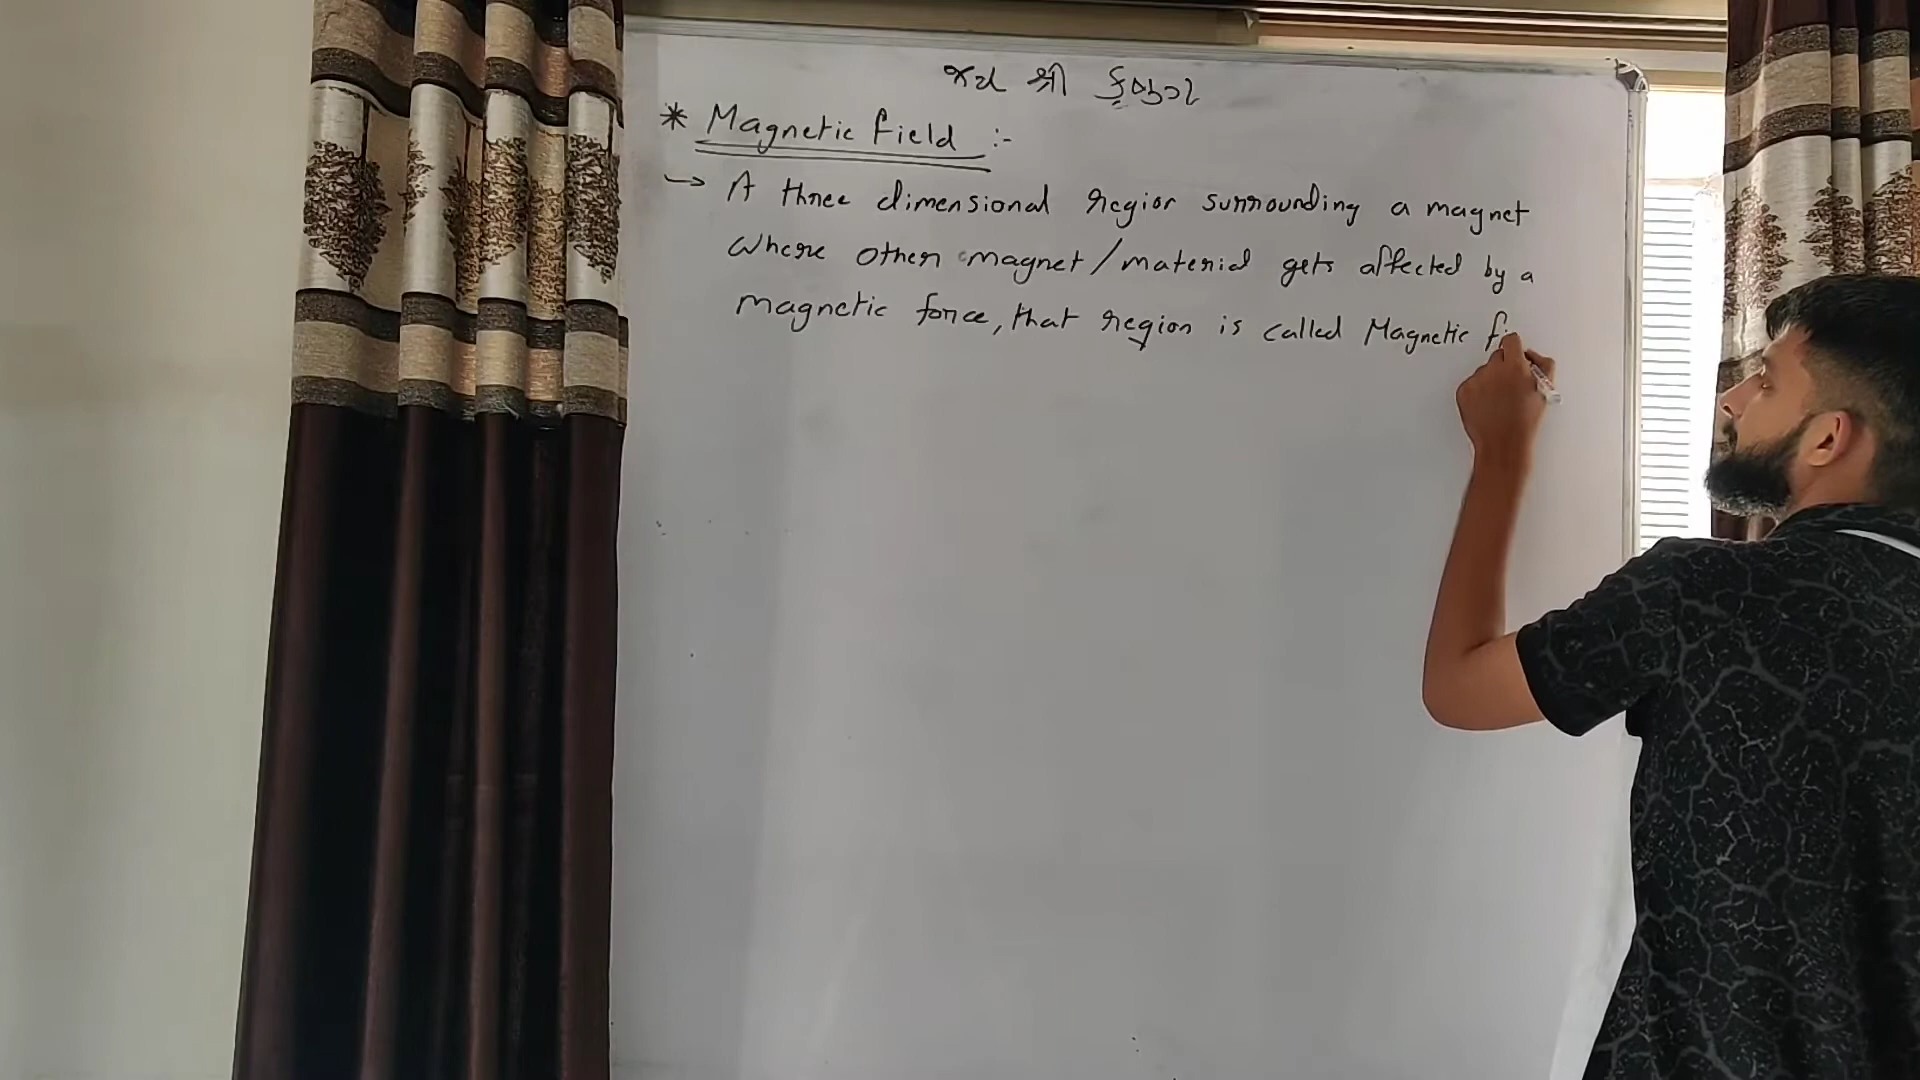 જય શ્રી કૃષ્ણ
* Magnetic field :-
→ A three dimensional region surrounding a magnet
where other magnet/material gets affected by a
magnetic force, that region is called Magnetic fi